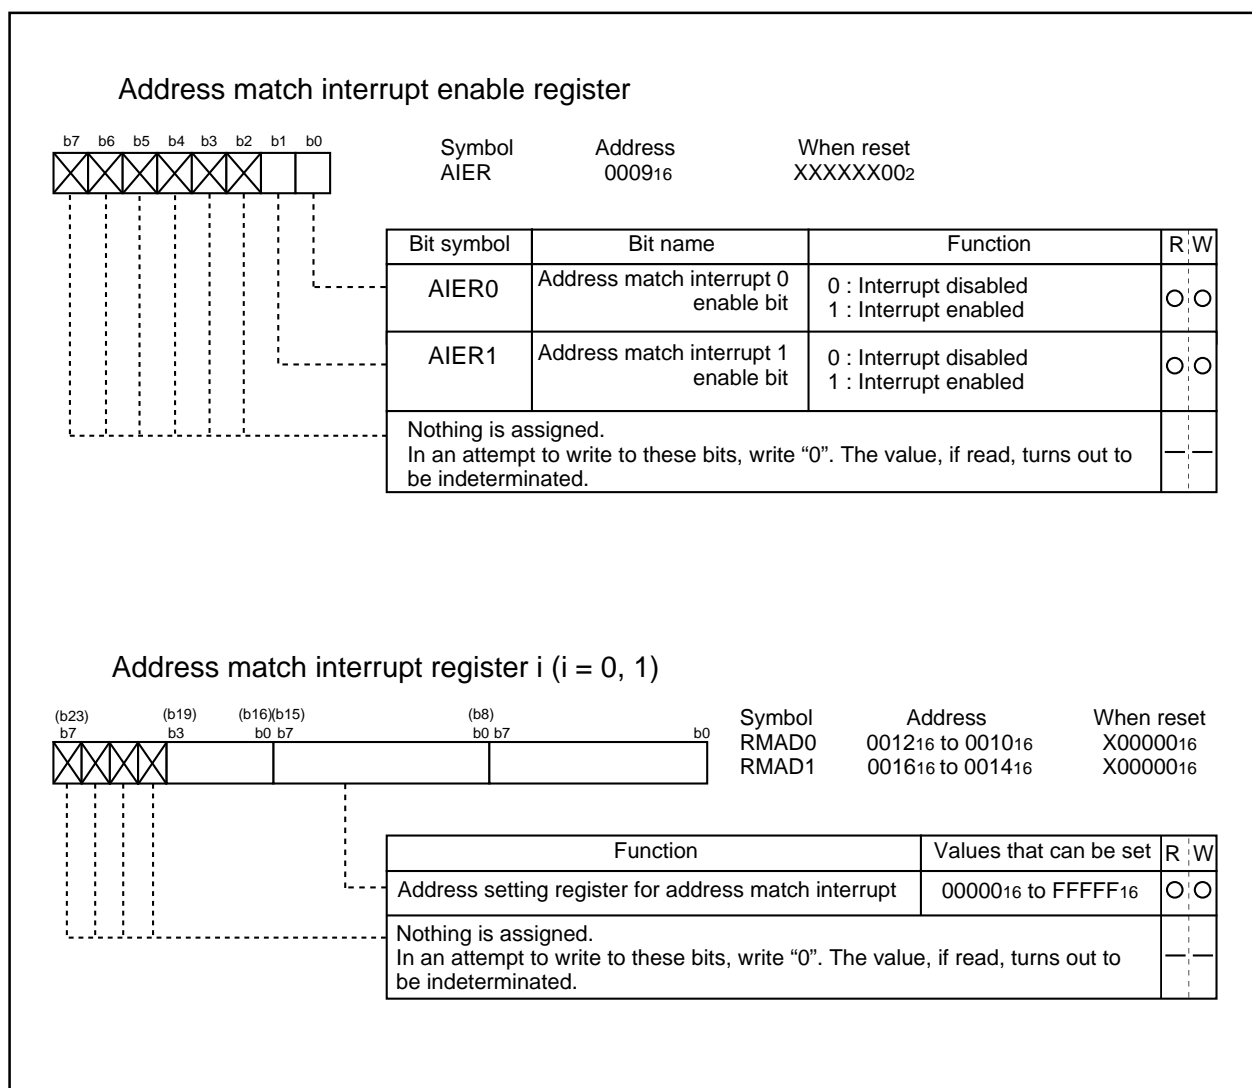 Address match interrupt enable register
b7 b6 b5 b4 b3 b2 b1 b0
Symbol Address When reset
AIER 000916 XXXXXX002
Bit symbol Bit name Function R W
AIER0 Address match interrupt 0 enable bit 0 : Interrupt disabled
1 : Interrupt enabled
AIER1 Address match interrupt 1 enable bit 0 : Interrupt disabled
1 : Interrupt enabled
Nothing is assigned.
In an attempt to write to these bits, write “0”. The value, if read, turns out to
be indeterminated.
Address match interrupt register i (i = 0, 1)
(b23) (b19) (b16)(b15) (b8)
b7 b3 b0 b7 b0 b7 b0
Symbol Address When reset
RMAD0 001216 to 001016 X0000016
RMAD1 001616 to 001416 X0000016
Function Values that can be set R W
Address setting register for address match interrupt 0000016 to FFFFF16
Nothing is assigned.
In an attempt to write to these bits, write “0”. The value, if read, turns out to
be indeterminated.